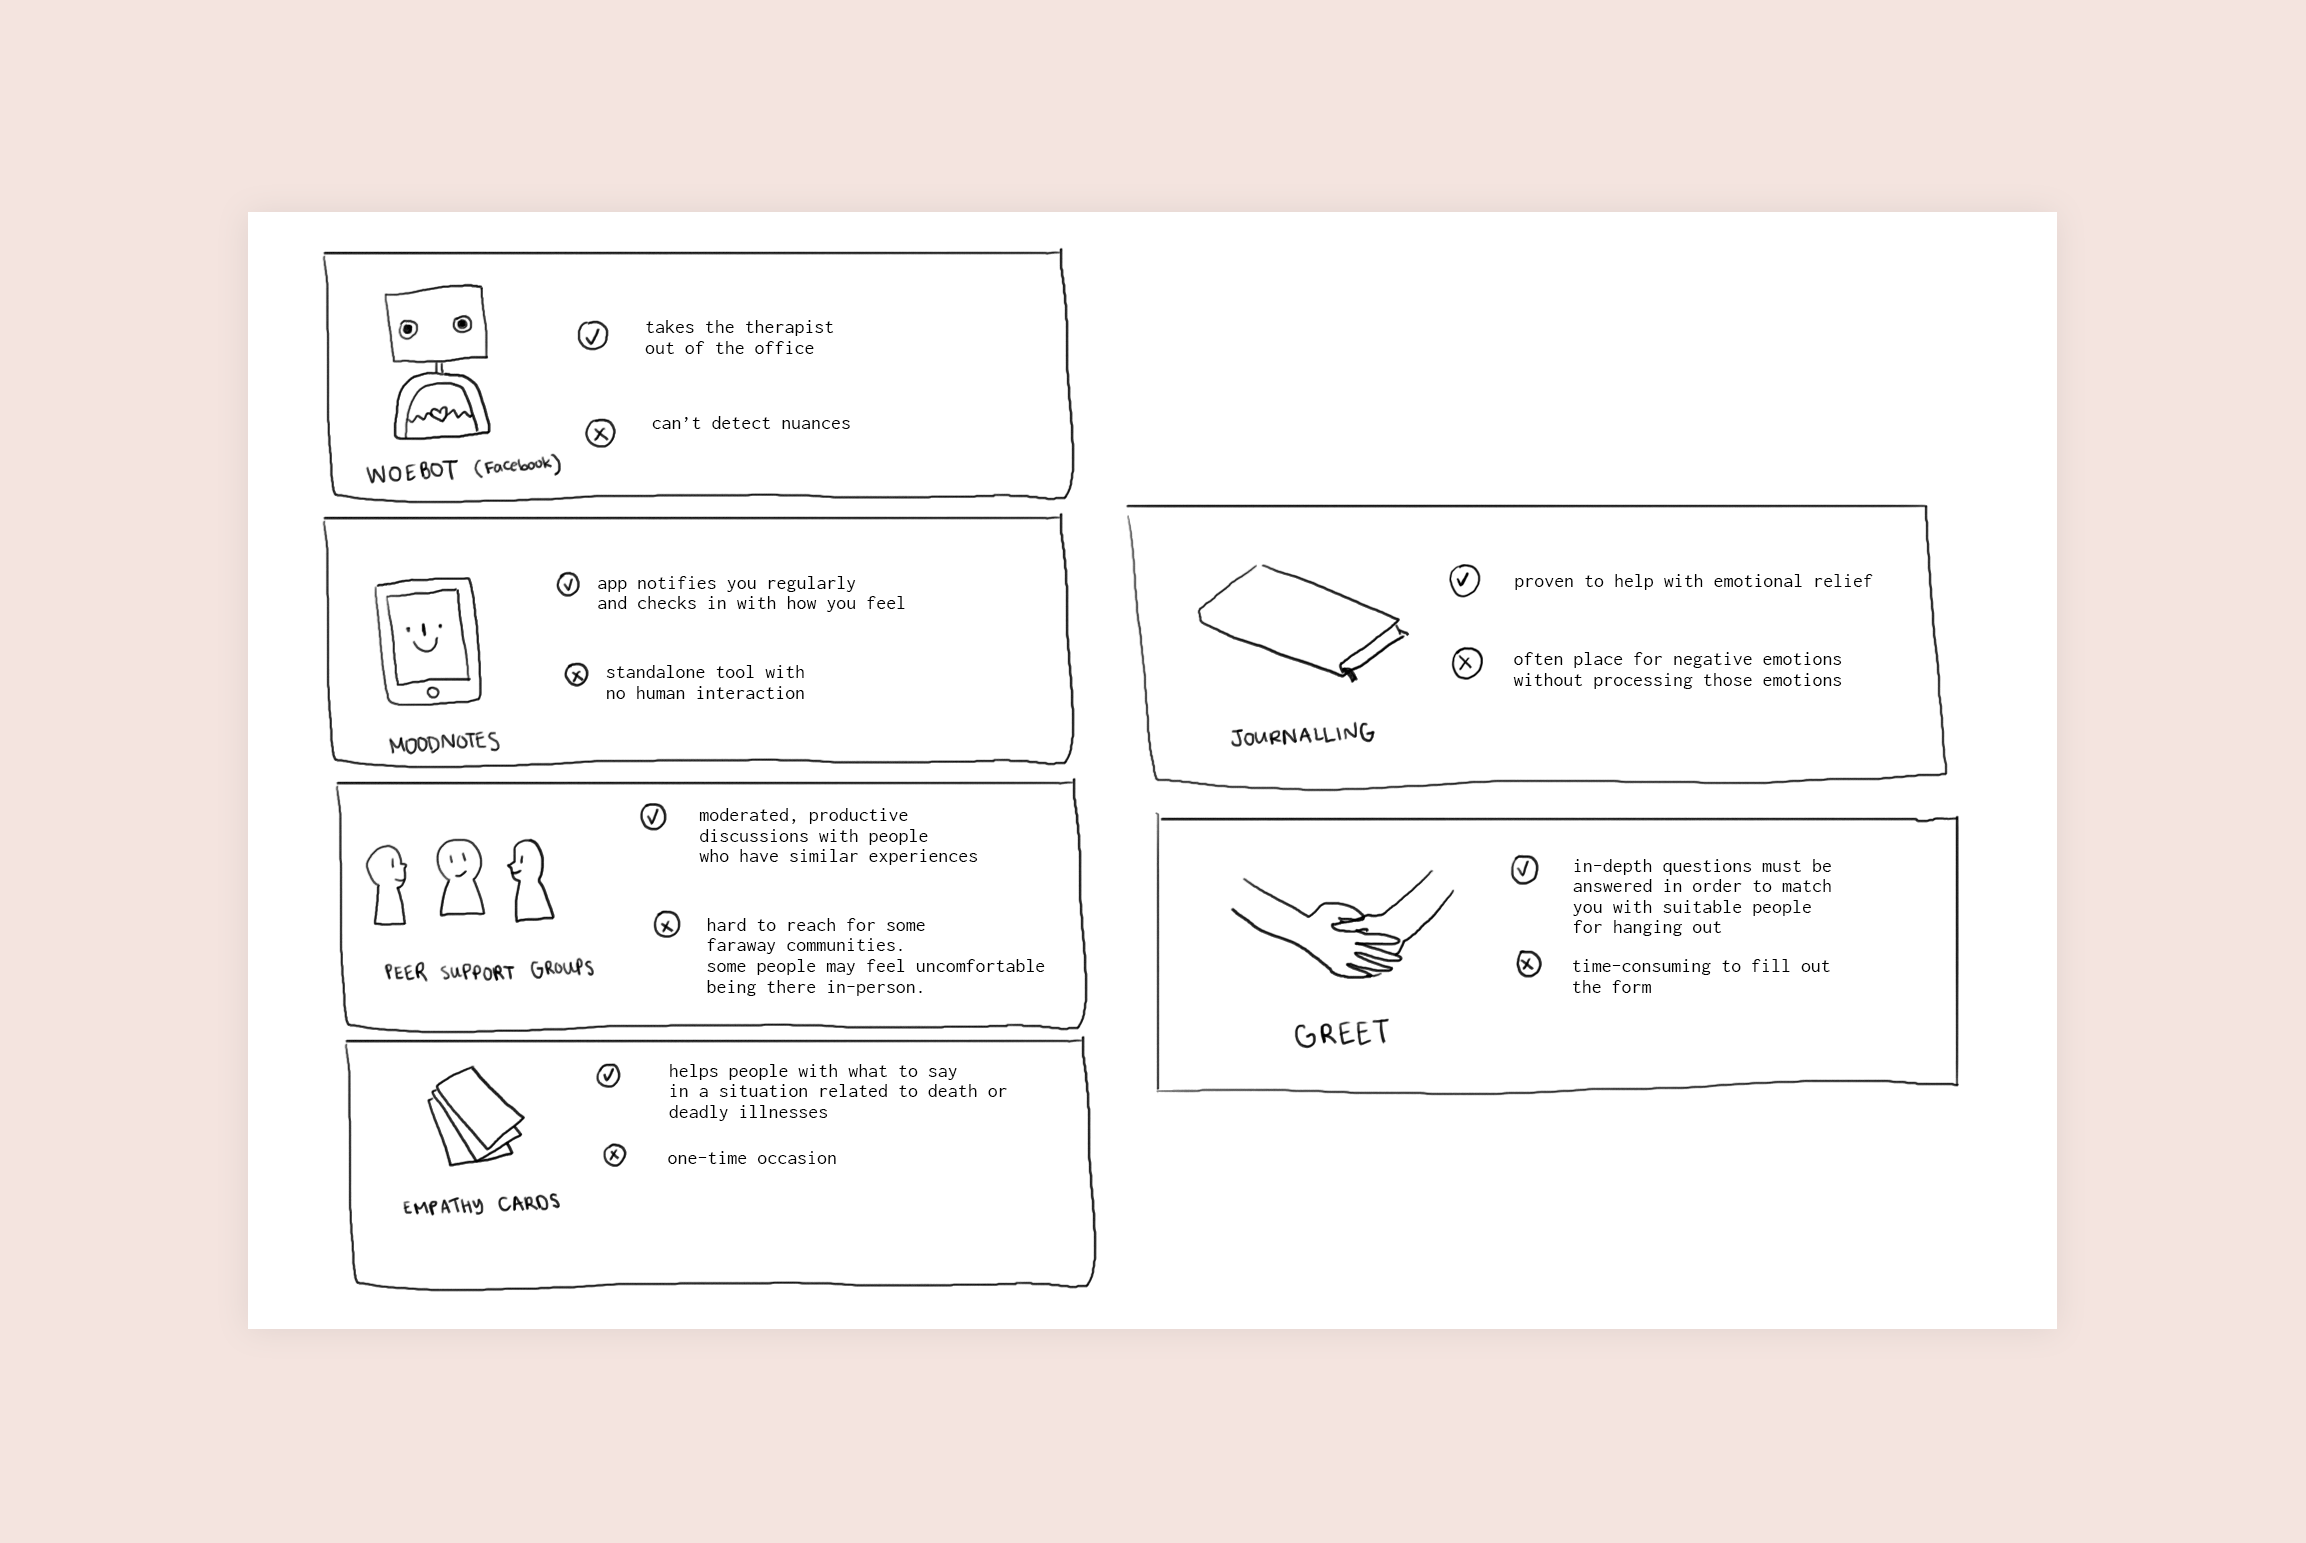 takes the therapist
out of the office
can’t detect nuances
WOEBOT (Facebook)
app notifies you regularly
and checks in with how you feel
standalone tool with
no human interaction
MOODNOTES
moderated, productive
discussions with people
who have similar experiences
hard to reach for some
faraway communities.
some people may feel uncomfortable
being there in-person.
PEER SUPPORT GROUPS
helps people with what to say
in a situation related to death or
deadly illnesses
one-time occasion
EMPATHY CARDS
proven to help with emotional relief
often place for negative emotions
without processing those emotions
JOURNALLING
in-depth questions must be
answered in order to match
you with suitable people
for hanging out
time-consuming to fill out
the form
GREET